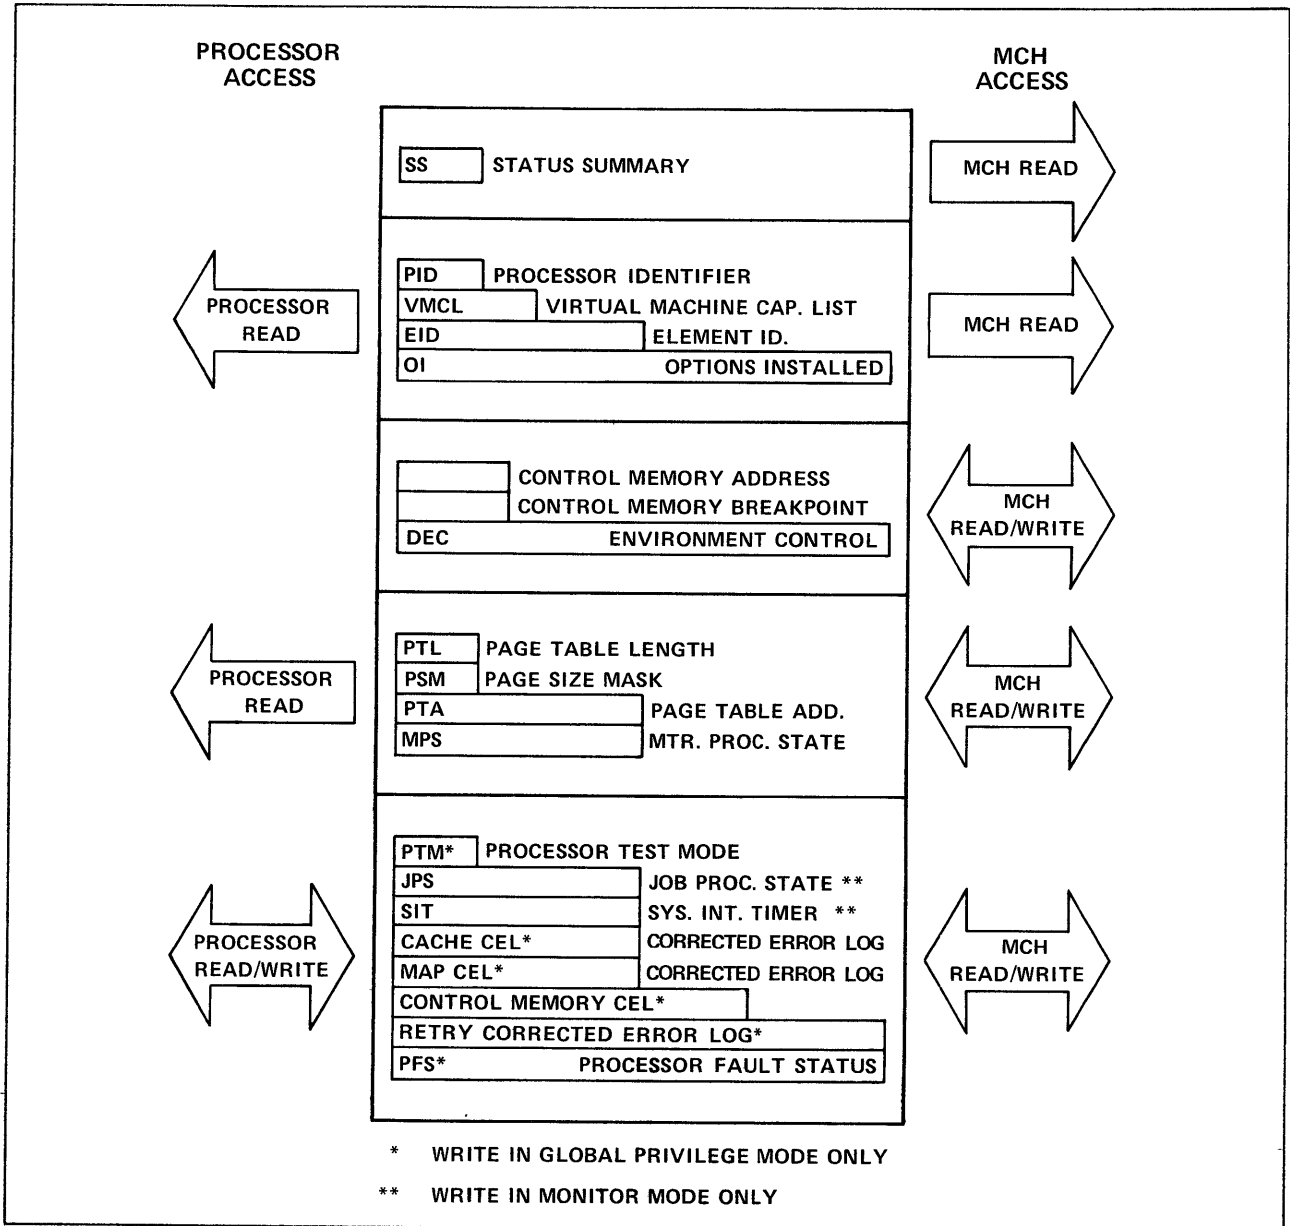 PROCESSOR
ACCESS
MCH
ACCESS
SS STATUS SUMMARY
MCH READ
PROCESSOR
READ
PID PROCESSOR IDENTIFIER
VMCL VIRTUAL MACHINE CAP. LIST
EID ELEMENT ID.
OI OPTIONS INSTALLED
MCH READ
CONTROL MEMORY ADDRESS
CONTROL MEMORY BREAKPOINT
DEC ENVIRONMENT CONTROL
MCH
READ/WRITE
PROCESSOR
READ
PTL PAGE TABLE LENGTH
PSM PAGE SIZE MASK
PTA PAGE TABLE ADD.
MPS MTR. PROC. STATE
MCH
READ/WRITE
PROCESSOR
READ/WRITE
PTM* PROCESSOR TEST MODE
JPS JOB PROC. STATE **
SIT SYS. INT. TIMER **
CACHE CEL* CORRECTED ERROR LOG
MAP CEL* CORRECTED ERROR LOG
CONTROL MEMORY CEL*
RETRY CORRECTED ERROR LOG*
PFS* PROCESSOR FAULT STATUS
MCH
READ/WRITE
* WRITE IN GLOBAL PRIVILEGE MODE ONLY
** WRITE IN MONITOR MODE ONLY